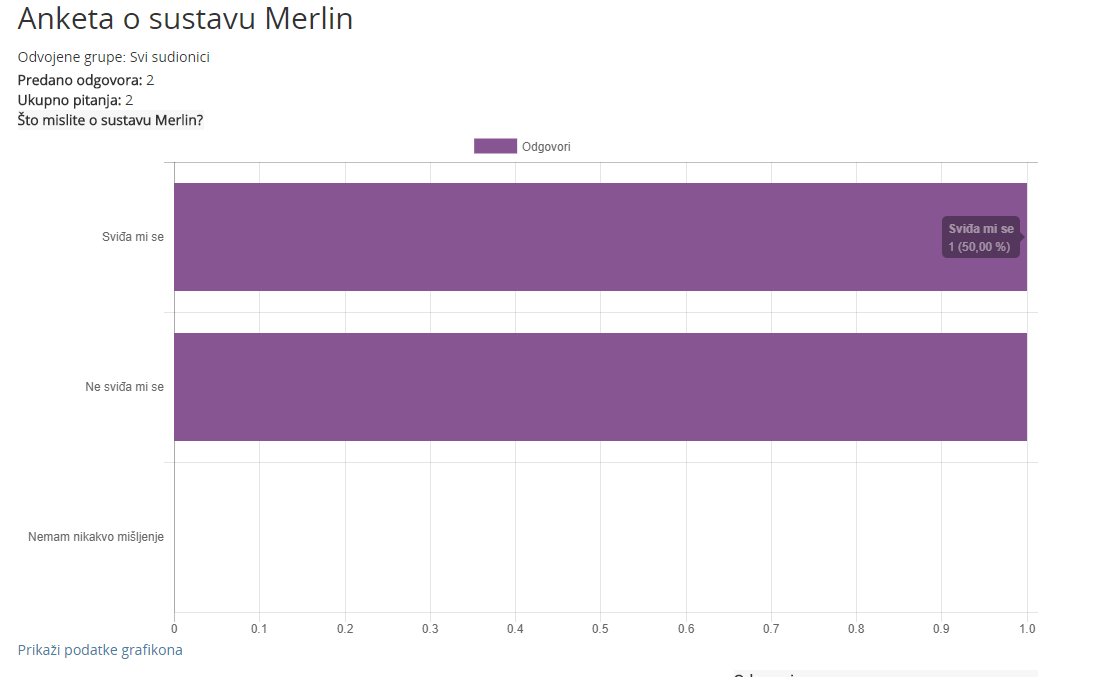 Anketa o sustavu Merlin
Odvojene grupe: Svi sudionici
Predano odgovora: 2
Ukupno pitanja: 2
Što mislite o sustavu Merlin?
Odgovori
Sviđa mi se
Sviđa mi se
1 (50,00 %)
Ne sviđa mi se
Nemam nikakvo mišljenje
0 0.1 0.2 0.3 0.4 0.5 0.6 0.7 0.8 0.9 1.0
Prikaži podatke grafikona